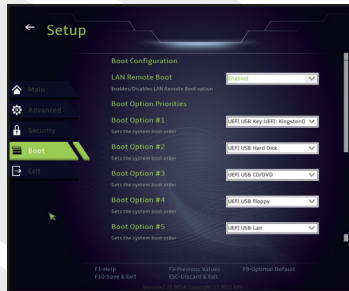 Setup
Boot Configuration
LAN Remote Boot
Enabled
Enables/Disables LAN Remote Boot option
Boot Option Priorities
Boot Option #1
UEFI USB Key:UEFI: KingstonD
Sets the system boot order
Boot Option #2
UEFI USB Hard Disk
Sets the system boot order
Boot Option #3
UEFI USB CD/DVD
Sets the system boot order
Boot Option #4
UEFI USB Floppy
Sets the system boot order
Boot Option #5
UEFI USB Lan
Sets the system boot order
Main
Advanced
Security
Boot
Exit
F1-Help
F3-Previous Values
F9-Optimal Default
F10-Save & Exit
ESC-Discard & Exit